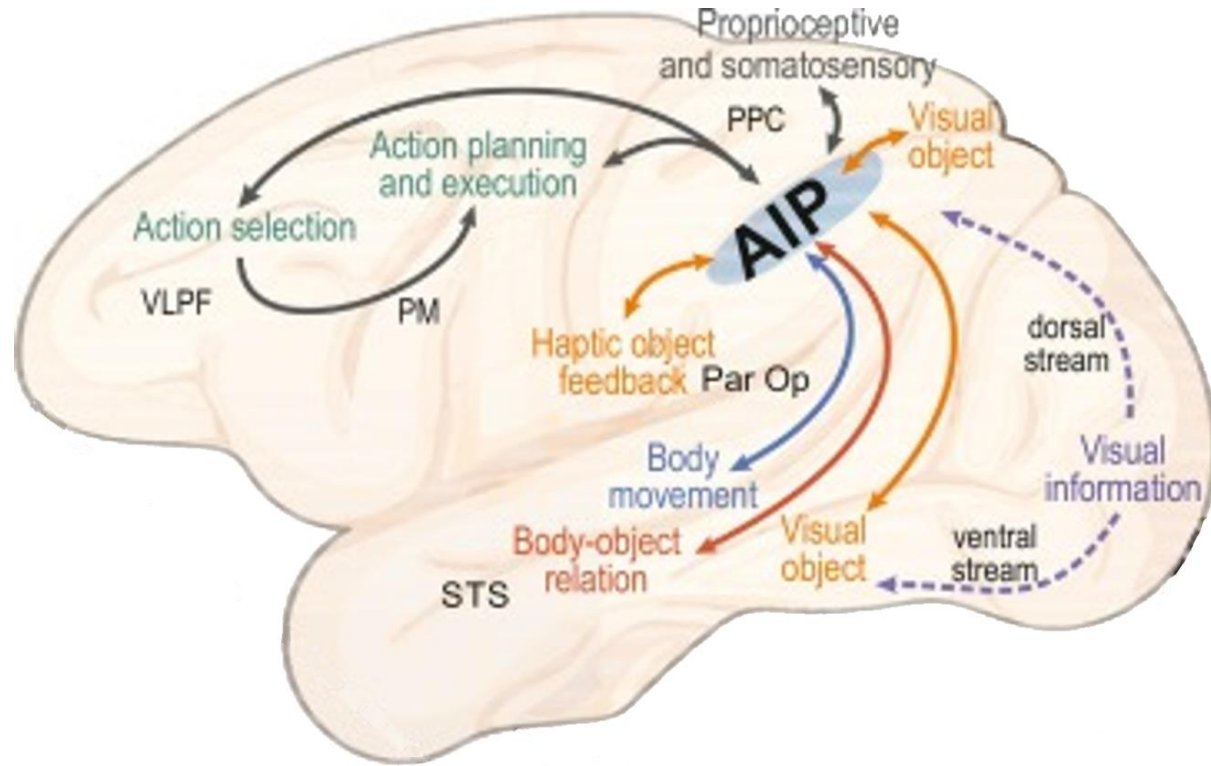 Proprioceptive
and somatosensory
PPC
Visual
object
Action planning
and execution
Action selection
AIP
VLPF
PM
Haptic object
feedback
Par Op
dorsal
stream
Body
movement
Visual
information
Body-object
relation
Visual
object
ventral
stream
STS